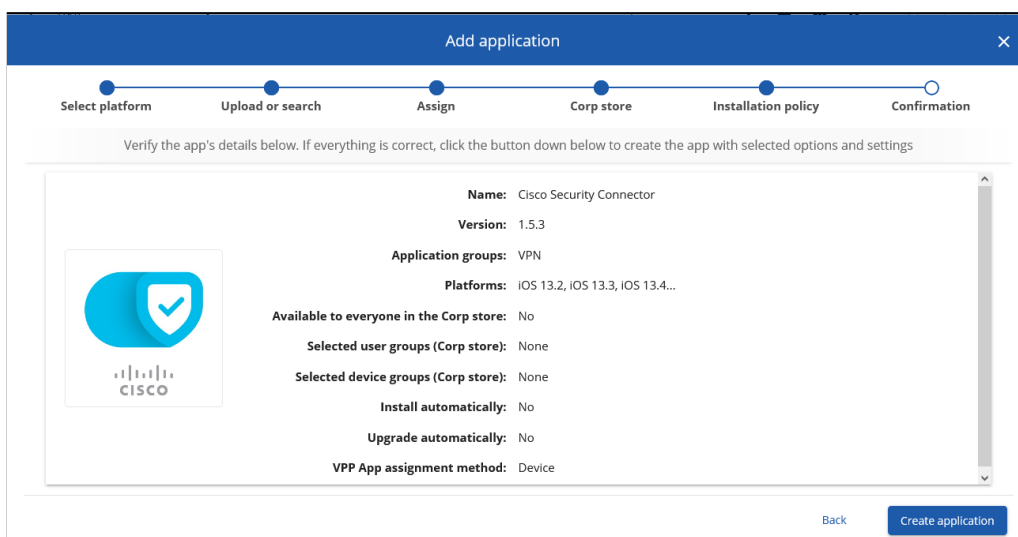 Add application
Select platform
Upload or search
Assign
Corp store
Installation policy
Confirmation
Verify the app's details below. If everything is correct, click the button down below to create the app with selected options and settings
Name: Cisco Security Connector
Version: 1.5.3
Application groups: VPN
Platforms: iOS 13.2, iOS 13.3, iOS 13.4...
Available to everyone in the Corp store: No
Selected user groups (Corp store): None
Selected device groups (Corp store): None
Install automatically: No
Upgrade automatically: No
VPP App assignment method: Device
CISCO
Back
Create application